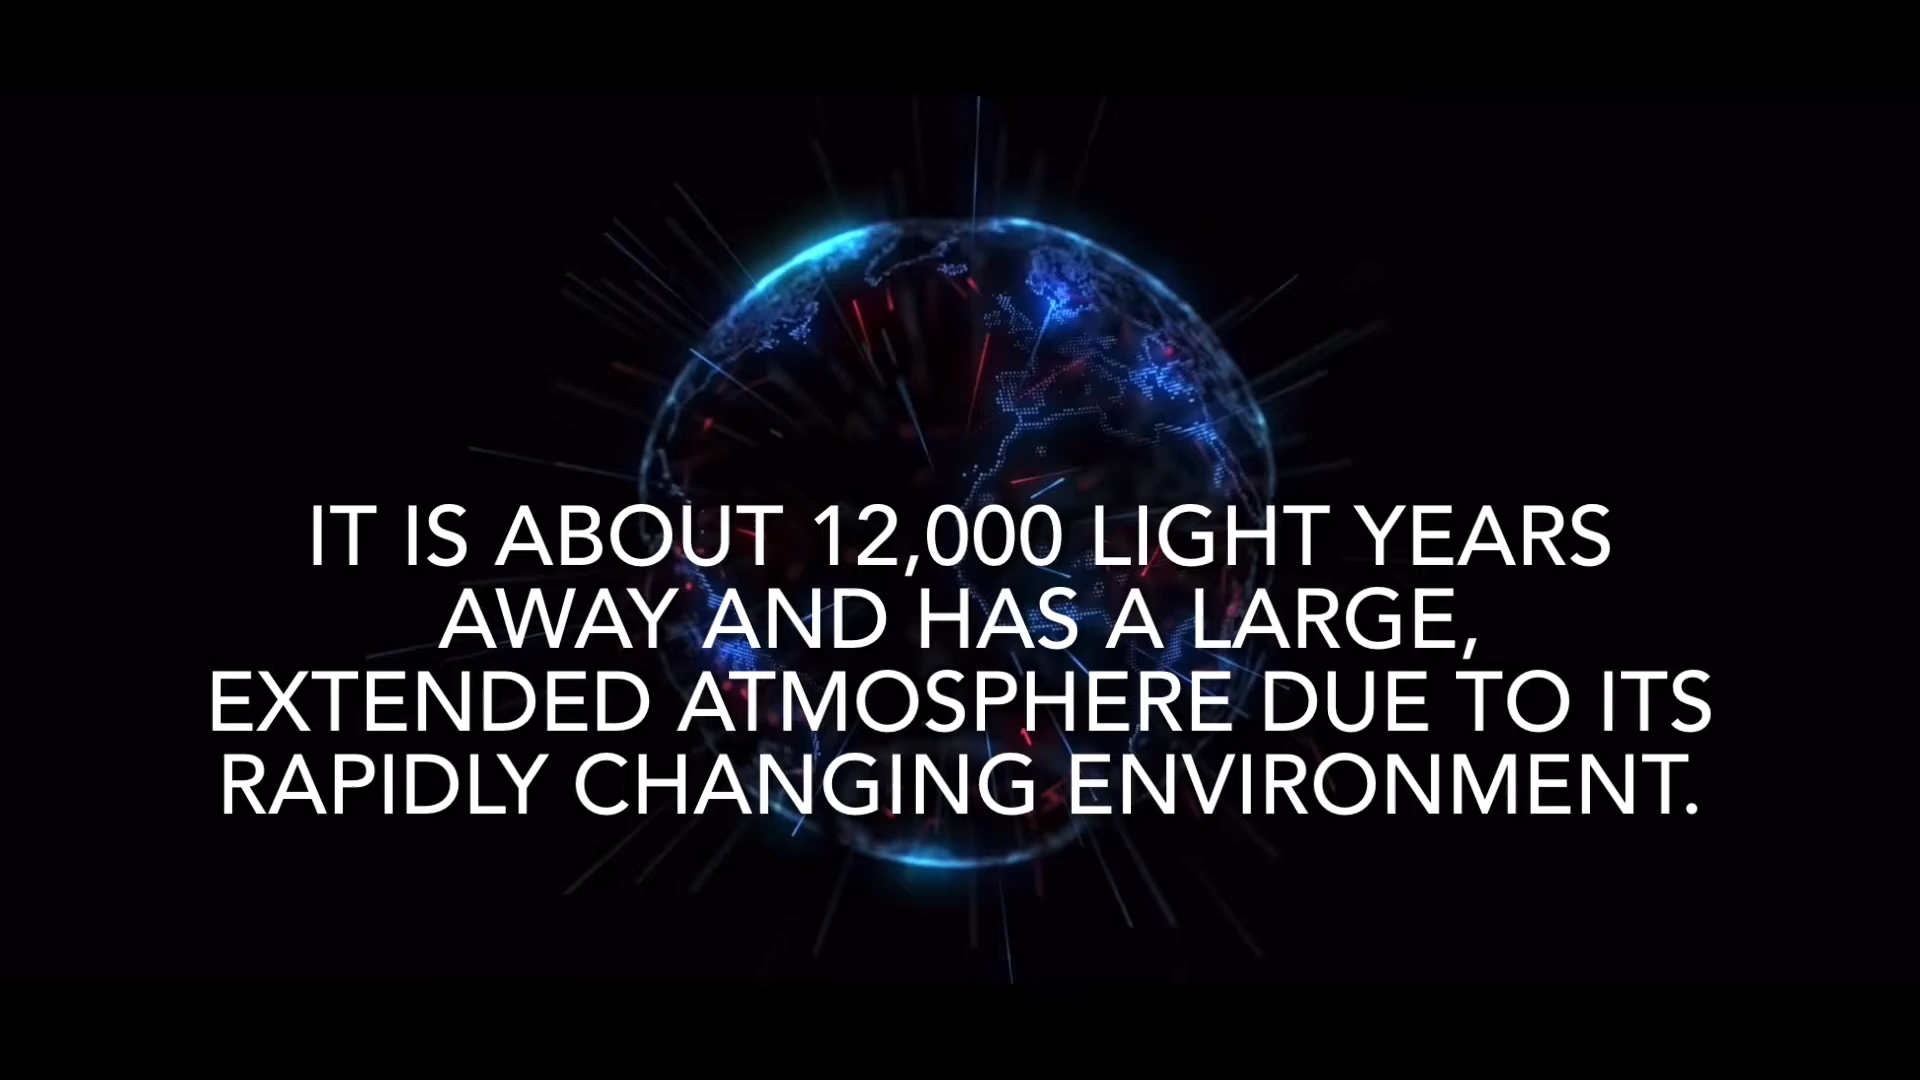 IT IS ABOUT 12,000 LIGHT YEARS
AWAY AND HAS A LARGE,
EXTENDED ATMOSPHERE DUE TO ITS
RAPIDLY CHANGING ENVIRONMENT.